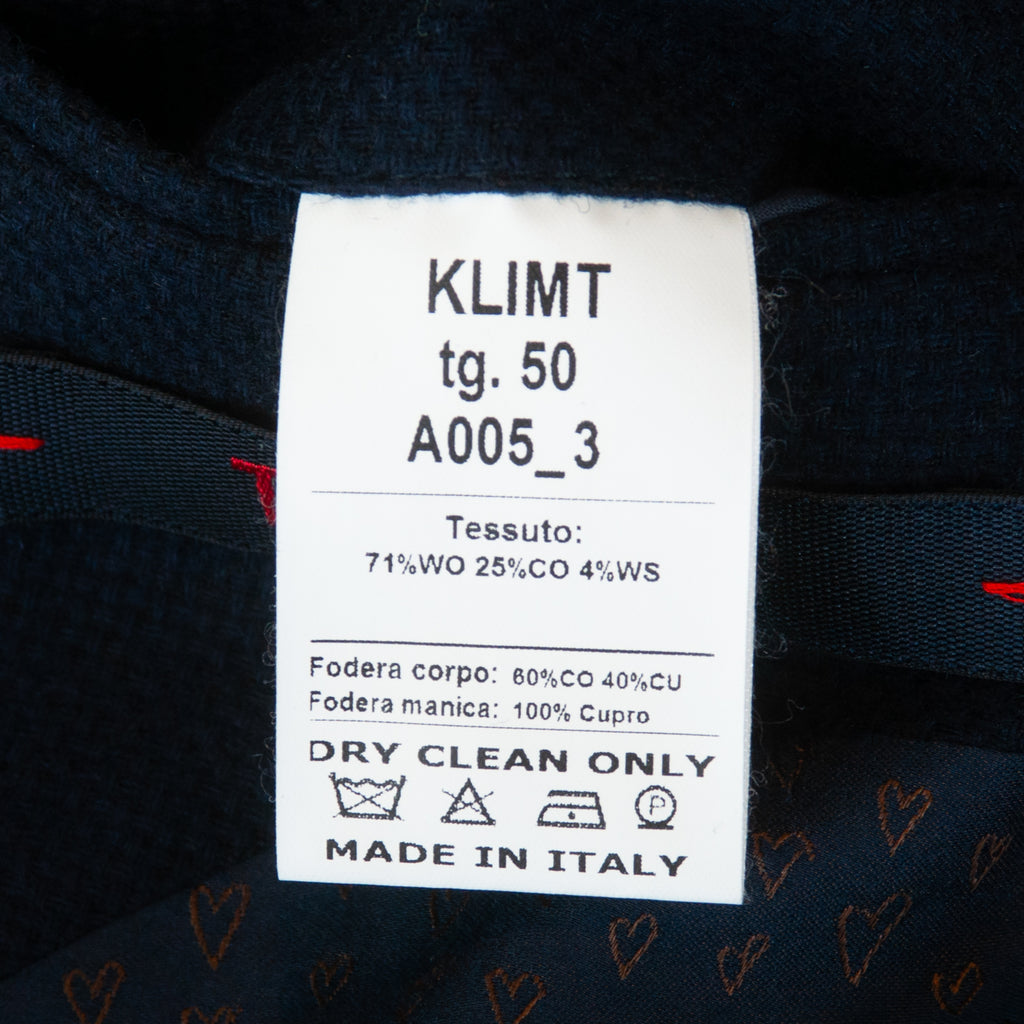 KLIMT
tg. 50
A005_3
Tessuto:
71%WO 25%CO 4%WS
Fodera corpo: 60%CO 40%CU
Fodera manica: 100% Cupro
DRY CLEAN ONLY
P
MADE IN ITALY